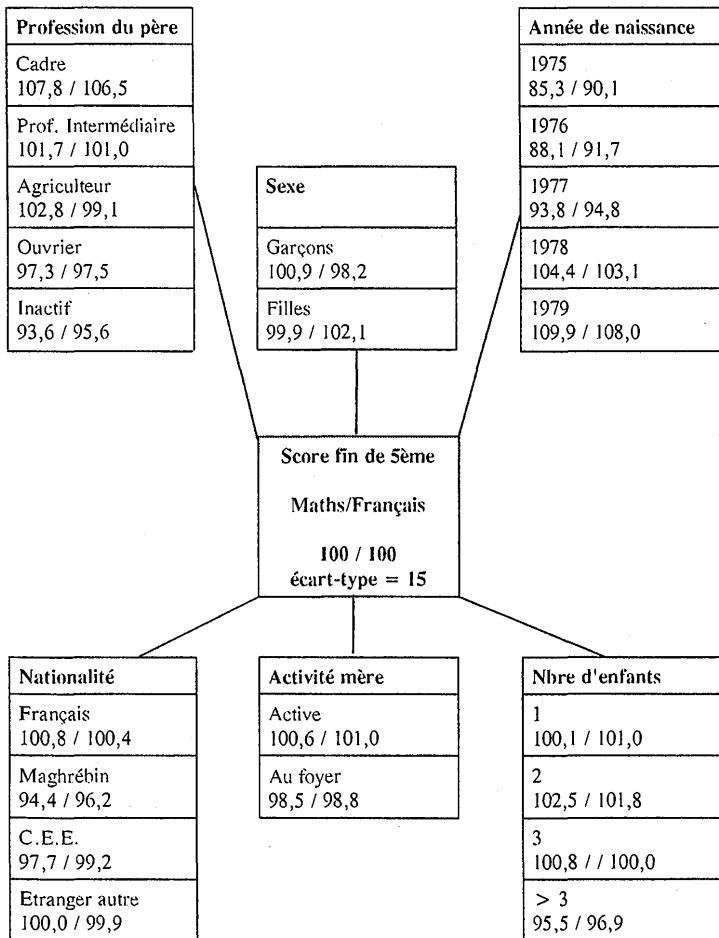 Profession du père
Cadre
107,8 / 106,5
Prof. Intermédiaire
101,7 / 101,0
Agriculteur
102,8 / 99,1
Ouvrier
97,3 / 97,5
Inactif
93,6 / 95,6
Sexe
Garçons
100,9 / 98,2
Filles
99,9 / 102,1
Année de naissance
1975
85,3 / 90,1
1976
88,1 / 91,7
1977
93,8 / 94,8
1978
104,4 / 103,1
1979
109,9 / 108,0
Score fin de 5ème
Maths/Français
100 / 100
écart-type = 15
Nationalité
Français
100,8 / 100,4
Maghrébin
94,4 / 96,2
C.E.E.
97,7 / 99,2
Etranger autre
100,0 / 99,9
Activité mère
Active
100,6 / 101,0
Au foyer
98,5 / 98,8
Nbre d'enfants
1
100,1 / 101,0
2
102,5 / 101,8
3
100,8 / / 100,0
> 3
95,5 / 96,9